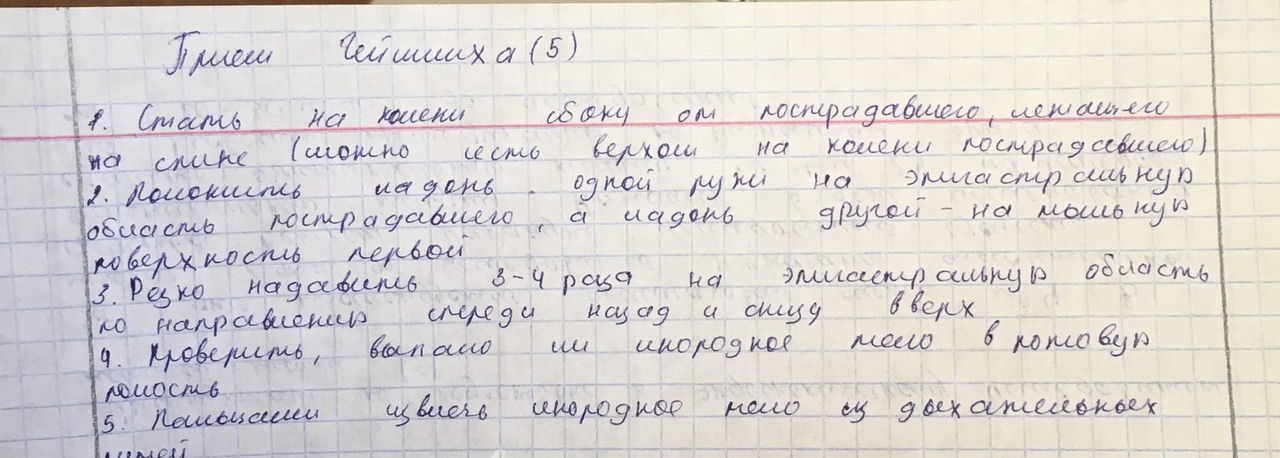 Прием Геймлиха (5)
1. Стать на колени сбоку от пострадавшего, лежащего
на спине (можно сесть верхом на колени пострадавшего)
2. Положить ладонь одной руки на эпигастральную
область пострадавшего, а ладонь другой - на тыльную
поверхность первой
3. Резко надавить 3-4 раза на эпигастральную область
по направлению спереди назад и снизу вверх
4. Проверить, выпало ли инородное тело в ротовую
полость
5. Пальцами извлечь инородное тело из дыхательных
путей